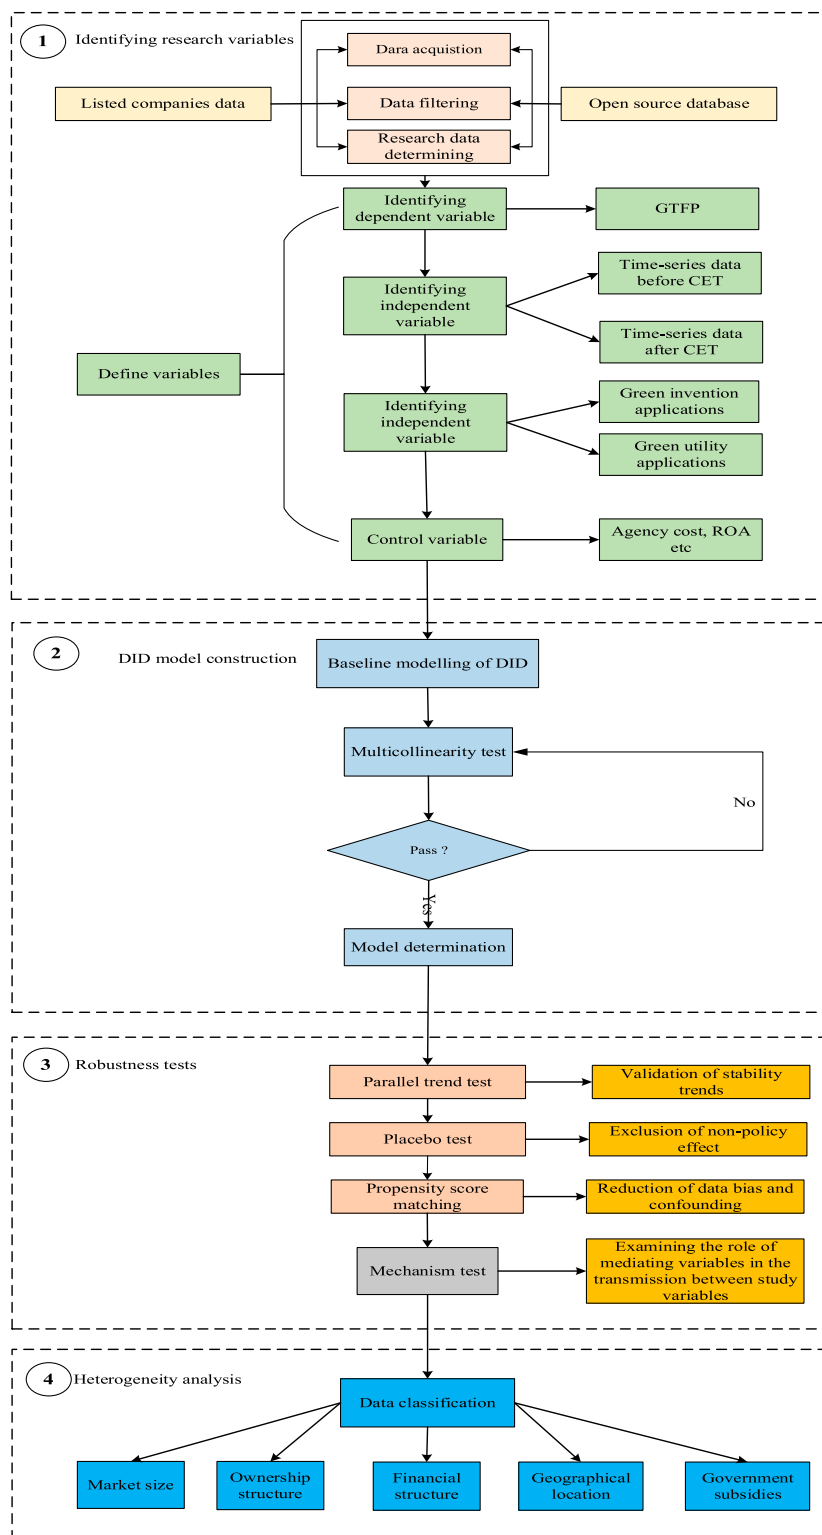 1
Identifying research variables
Dara acquistion
Listed companies data
Data filtering
Open source database
Research data
determining
Identifying
dependent variable
GTFP
Identifying
independent
variable
Time-series data
before CET
Time-series data
after CET
Define variables
Identifying
independent
variable
Green invention
applications
Green utility
applications
Control variable
Agency cost, ROA
etc
2
DID model construction
Baseline modelling of DID
Multicollinearity test
No
Pass ?
Yes
Model determination
3
Robustness tests
Parallel trend test
Validation of stability
trends
Placebo test
Exclusion of non-policy
effect
Propensity score
matching
Reduction of data bias and
confounding
Mechanism test
Examining the role of
mediating variables in the
transmission between study
variables
4
Heterogeneity analysis
Data classification
Market size
Ownership
structure
Financial
structure
Geographical
location
Government
subsidies